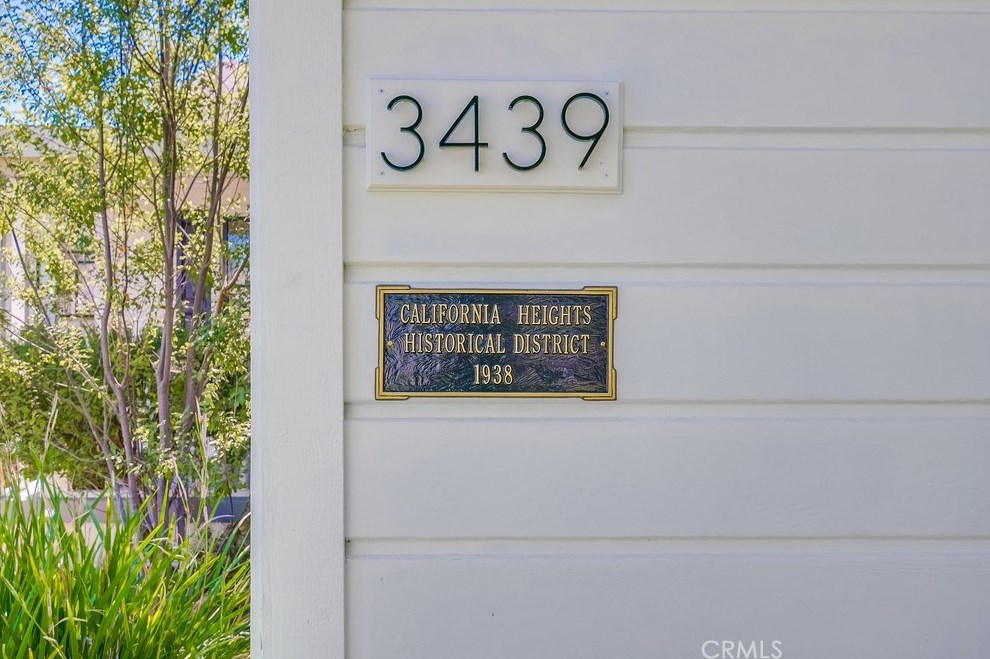 3439
CALIFORNIA HEIGHTS
HISTORICAL DISTRICT
1938
CRMLS